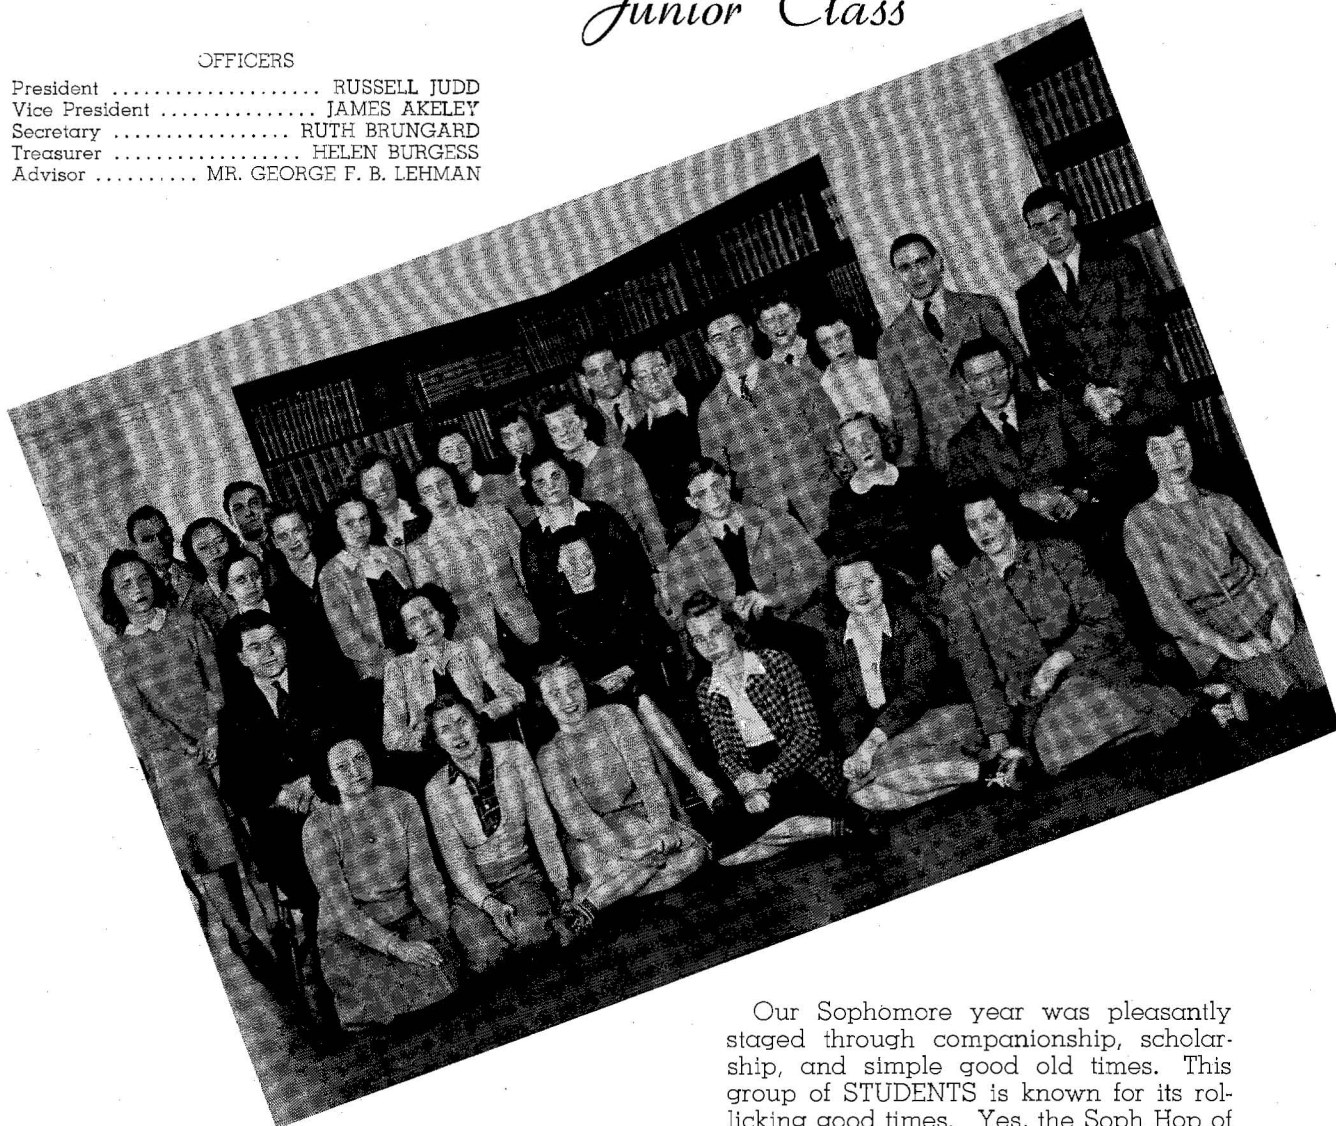 Junior Class
OFFICERS
President .................... RUSSELL JUDD
Vice President ............... JAMES AKELEY
Secretary ................. RUTH BRUNGARD
Treasurer .................. HELEN BURGESS
Advisor .......... MR. GEORGE F. B. LEHMAN
Our Sophomore year was pleasantly
staged through companionship, scholar-
ship, and simple good old times. This
group of STUDENTS is known for its rol-
licking good times. Yes, the Soph Hop of